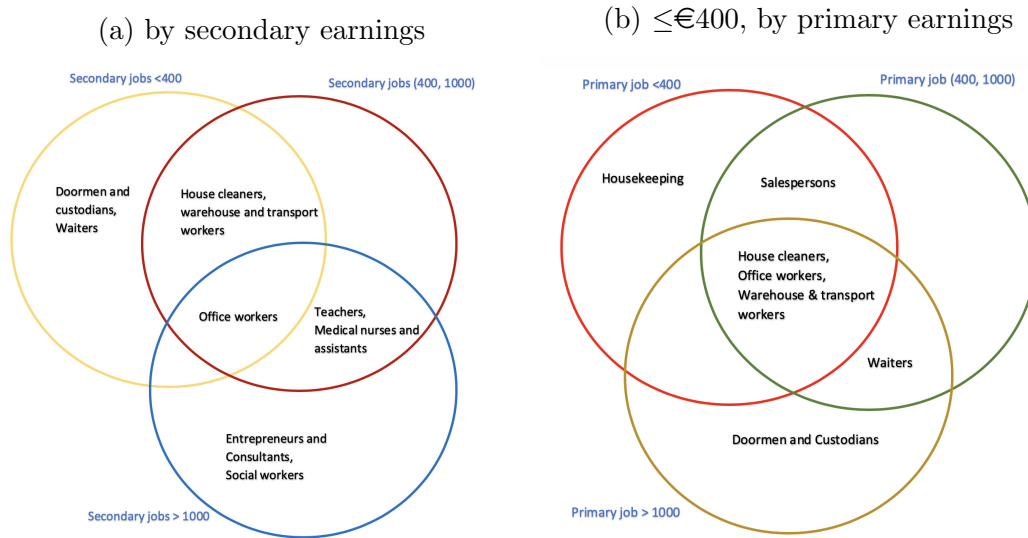 (a) by secondary earnings
Secondary jobs <400
Secondary jobs (400, 1000)
Doormen and
custodians,
Waiters
House cleaners,
warehouse and transport
workers
Office workers
Teachers,
Medical nurses and
assistants
Entrepreneurs and
Consultants,
Social workers
Secondary jobs > 1000
(b) ≤€400, by primary earnings
Primary job <400
Primary job (400, 1000)
Housekeeping
Salespersons
House cleaners,
Office workers,
Warehouse & transport
workers
Waiters
Doormen and Custodians
Primary job > 1000